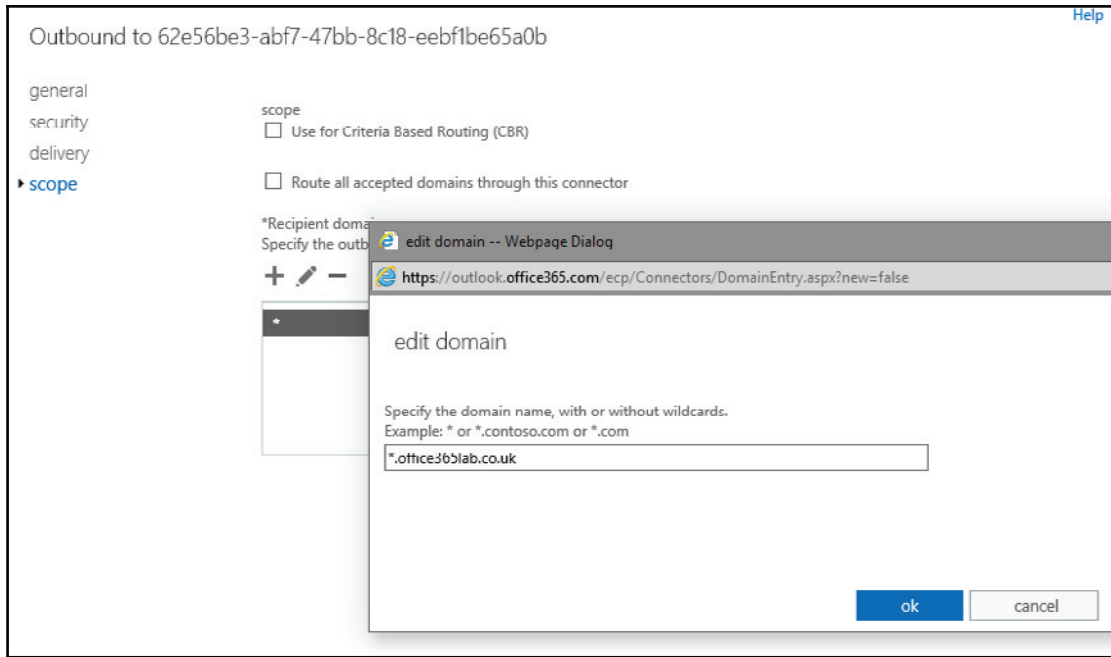 Help
Outbound to 62e56be3-abf7-47bb-8c18-eebf1be65a0b
general
security
delivery
scope
scope
Use for Criteria Based Routing (CBR)
Route all accepted domains through this connector
*Recipient doma
Specify the outb
*
edit domain -- Webpage Dialog
https://outlook.office365.com/ecp/Connectors/DomainEntry.aspx?new=false
edit domain
Specify the domain name, with or without wildcards.
Example: * or *.contoso.com or *.com
*.office365lab.co.uk
ok
cancel